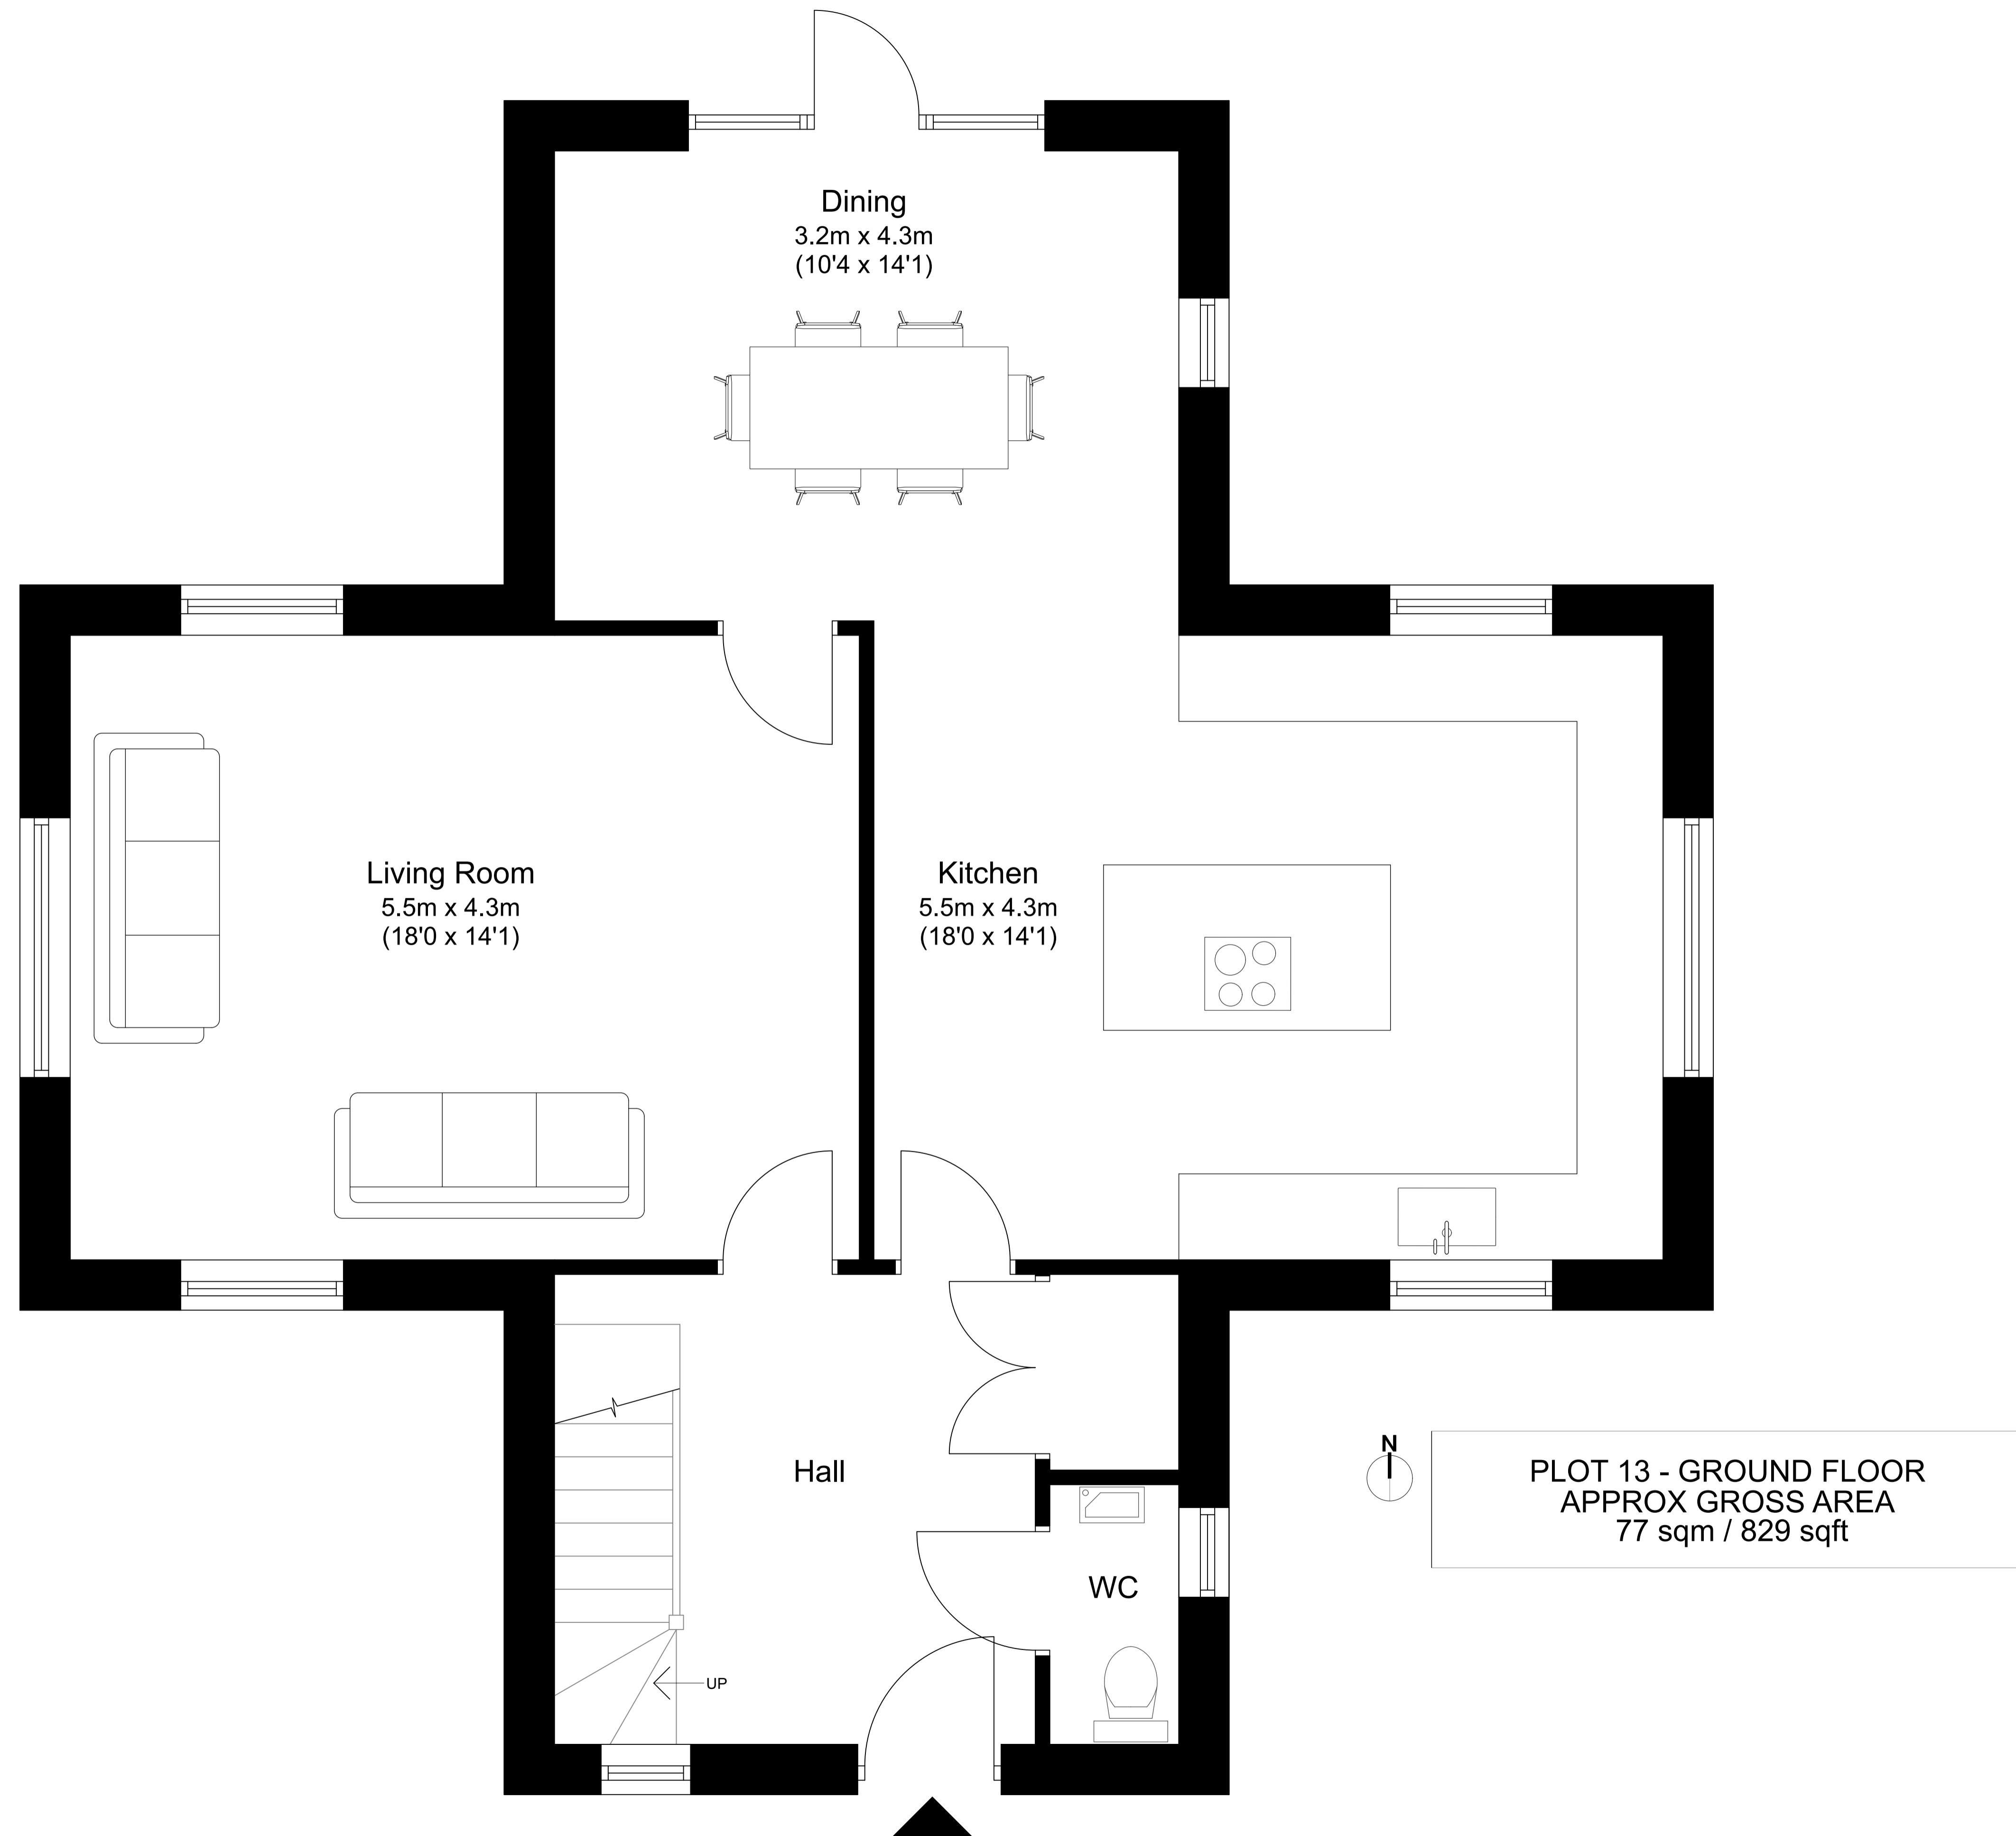 Dining
3.2m x 4.3m
(10'4 x 14'1)
Living Room
5.5m x 4.3m
(18'0 x 14'1)
Kitchen
5.5m x 4.3m
(18'0 x 14'1)
Hall
WC
UP
N
PLOT 13 - GROUND FLOOR
APPROX GROSS AREA
77 sqm / 829 sqft